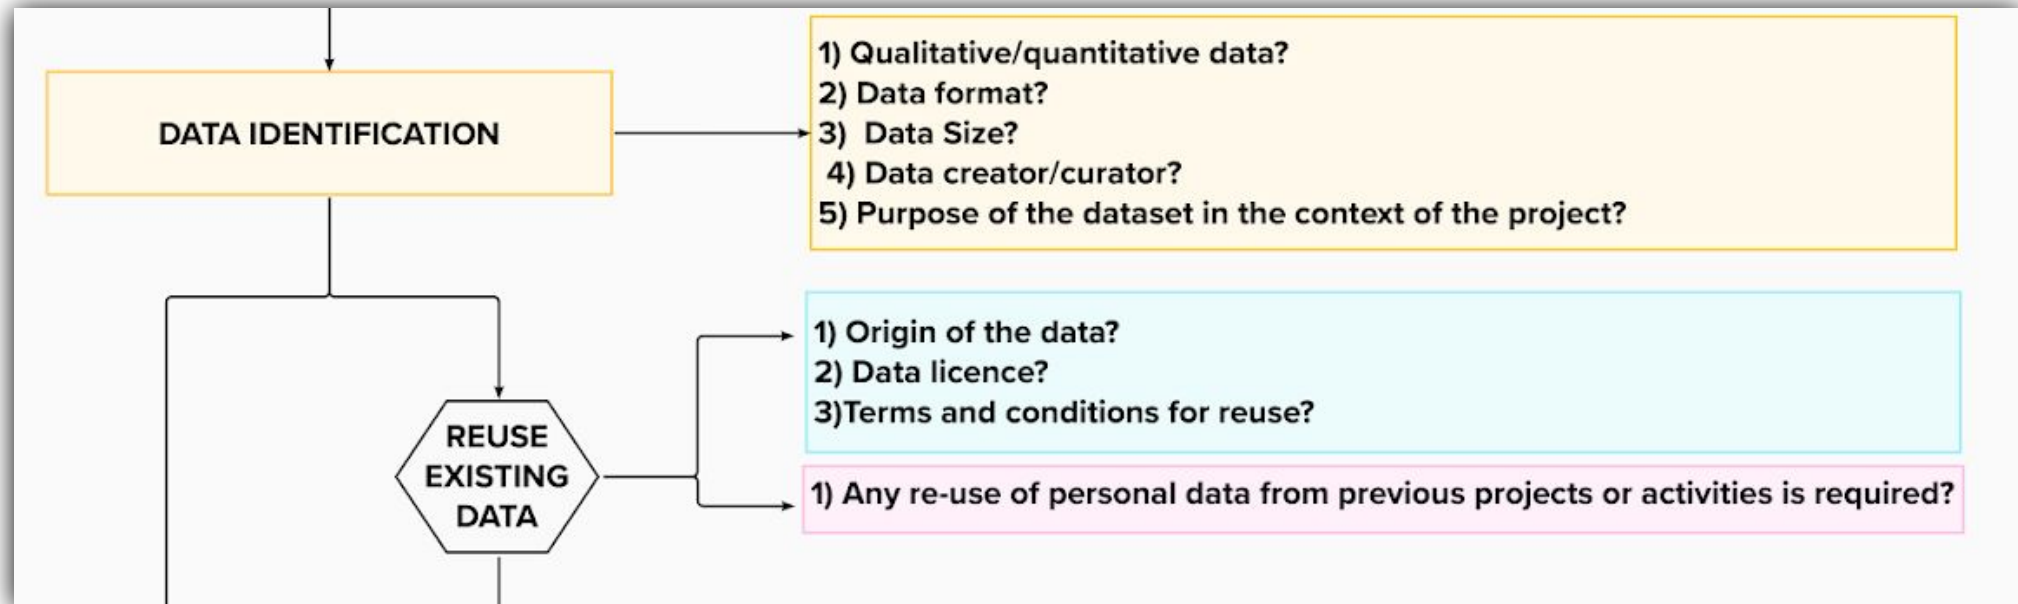 DATA IDENTIFICATION
1) Qualitative/quantitative data?
2) Data format?
3)  Data Size?
4) Data creator/curator?
5) Purpose of the dataset in the context of the project?
REUSE
EXISTING
DATA
1) Origin of the data?
2) Data licence?
3)Terms and conditions for reuse?
1) Any re-use of personal data from previous projects or activities is required?